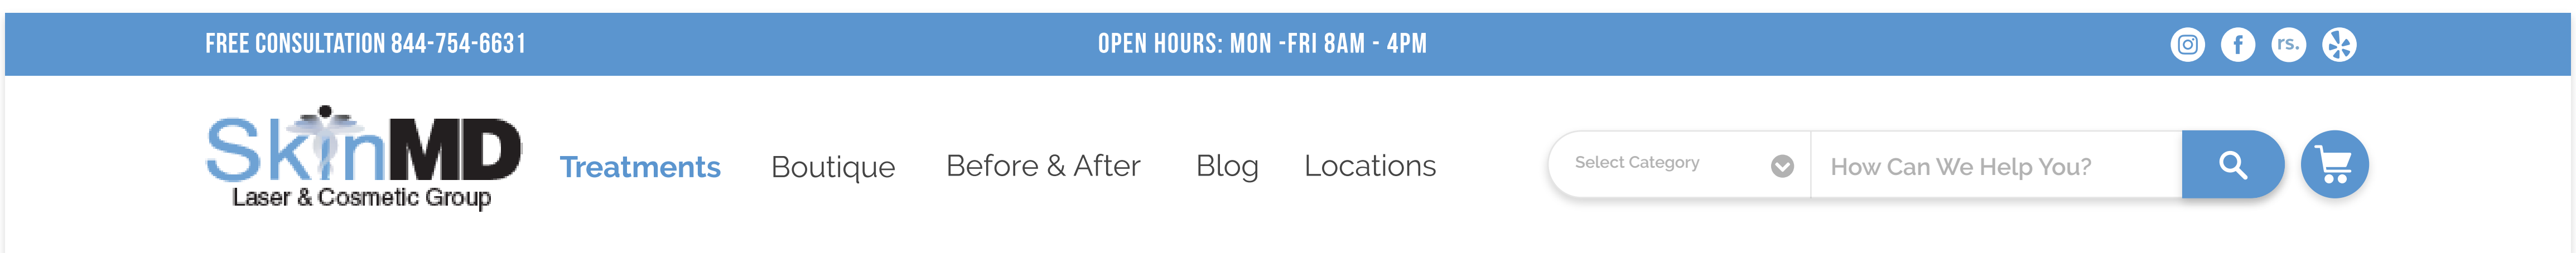 FREE CONSULTATION 844-754-6631
OPEN HOURS: MON -FRI 8AM - 4PM
rs.
SkinMD
Laser & Cosmetic Group
Treatments
Boutique
Before & After
Blog
Locations
Select Category
How Can We Help You?